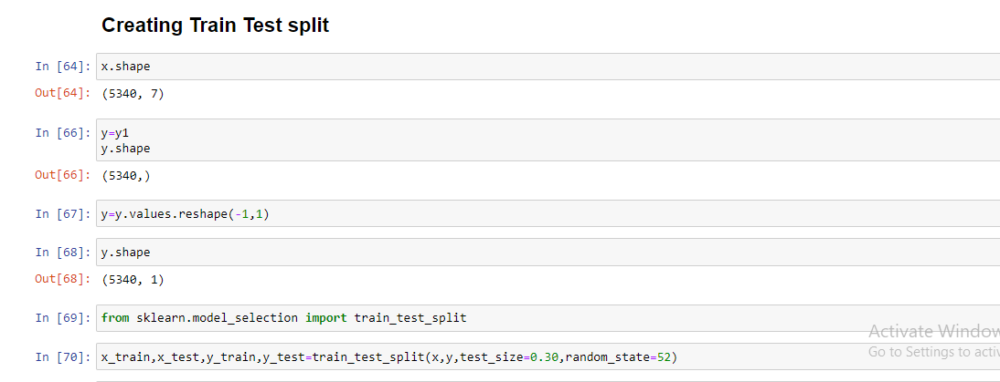 Creating Train Test split
In [64]: x.shape
Out[64]: (5340, 7)
In [66]: y=y1
y.shape
Out[66]: (5340,)
In [67]: y=y.values.reshape(-1,1)
In [68]: y.shape
Out[68]: (5340, 1)
In [69]: from sklearn.model_selection import train_test_split
Activate Window
Go to Settings to activ
In [70]: x_train,x_test,y_train,y_test=train_test_split(x,y,test_size=0.30,random_state=52)